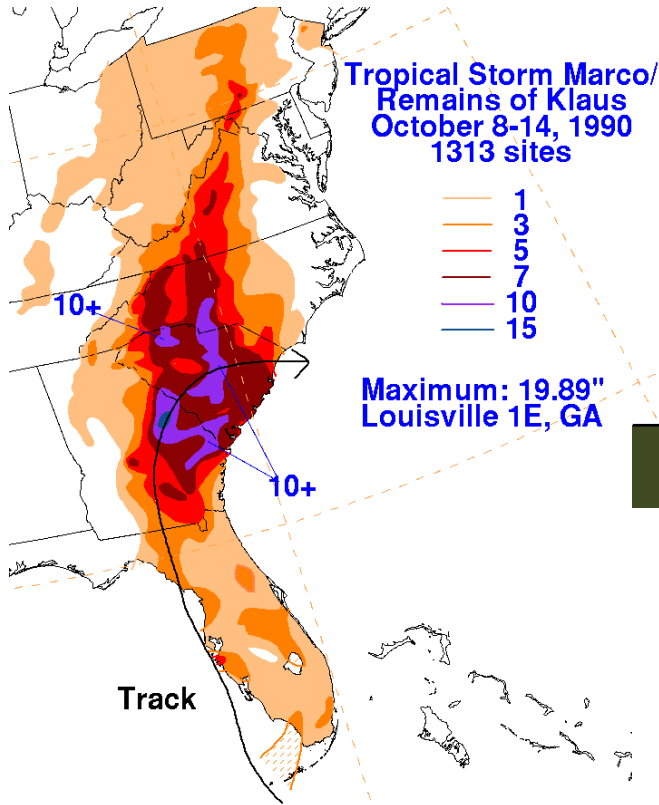 Tropical Storm Marco/
Remains of Klaus
October 8-14, 1990
1313 sites
1
3
5
7
10
15
10+
Maximum: 19.89"
Louisville 1E, GA
10+
Track